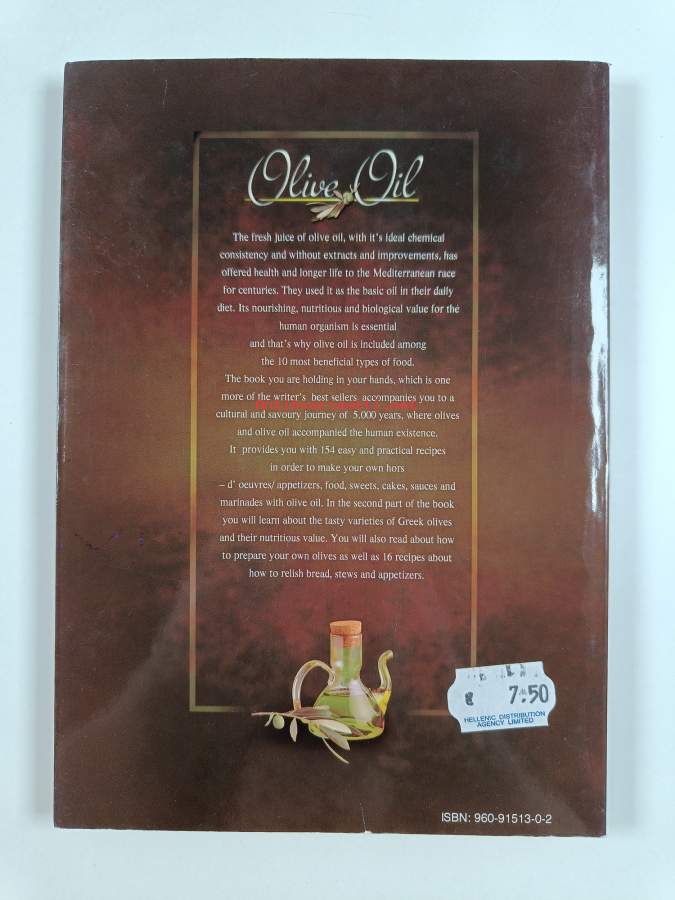 Olive Oil
The fresh juice of olive oil, with it's ideal chemical
consistency and without extracts and improvements, has
offered health and longer life to the Mediterranean race
for centuries. They used it as the basic oil in their daily
diet. Its nourishing, nutritious and biological value for the
human organism is essential
and that's why olive oil is included among
the 10 most beneficial types of food.
The book you are holding in your hands, which is one
more of the writer's best sellers accompanies you to a
cultural and savoury journey of 5.000 years, where olives
and olive oil accompanied the human existence.
It provides you with 154 easy and practical recipes
in order to make your own hors
– d' oeuvres/ appetizers, food, sweets, cakes, sauces and
marinades with olive oil. In the second part of the book
you will learn about the tasty varieties of Greek olives
and their nutritious value. You will also read about how
to prepare your own olives as well as 16 recipes about
how to relish bread, stews and appetizers.
€ 7.50
HELLENIC DISTRIBUTION
AGENCY LIMITED
ISBN: 960-91513-0-2